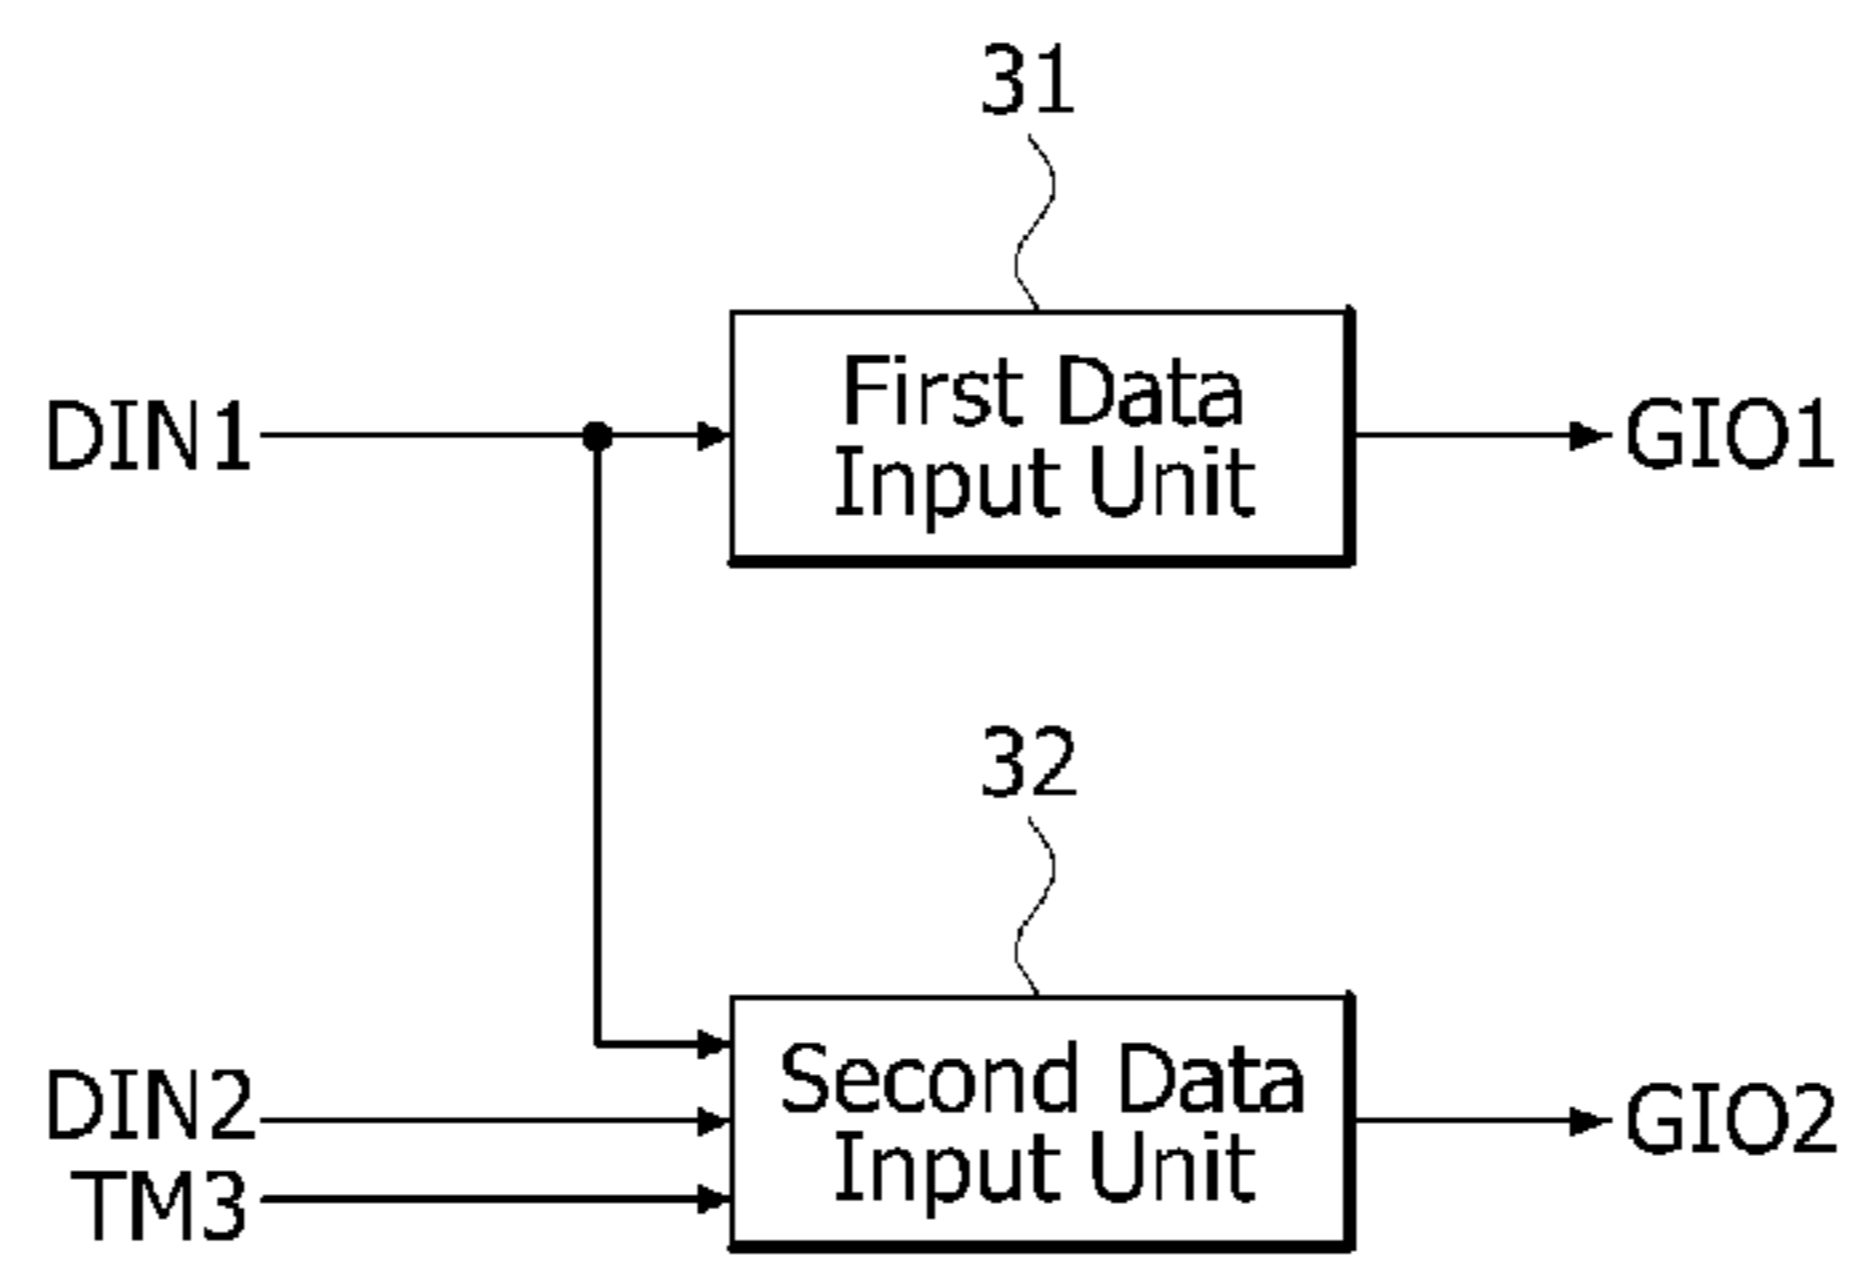 31
First Data
Input Unit
DIN1
GIO1
32
Second Data
Input Unit
DIN2
TM3
GIO2